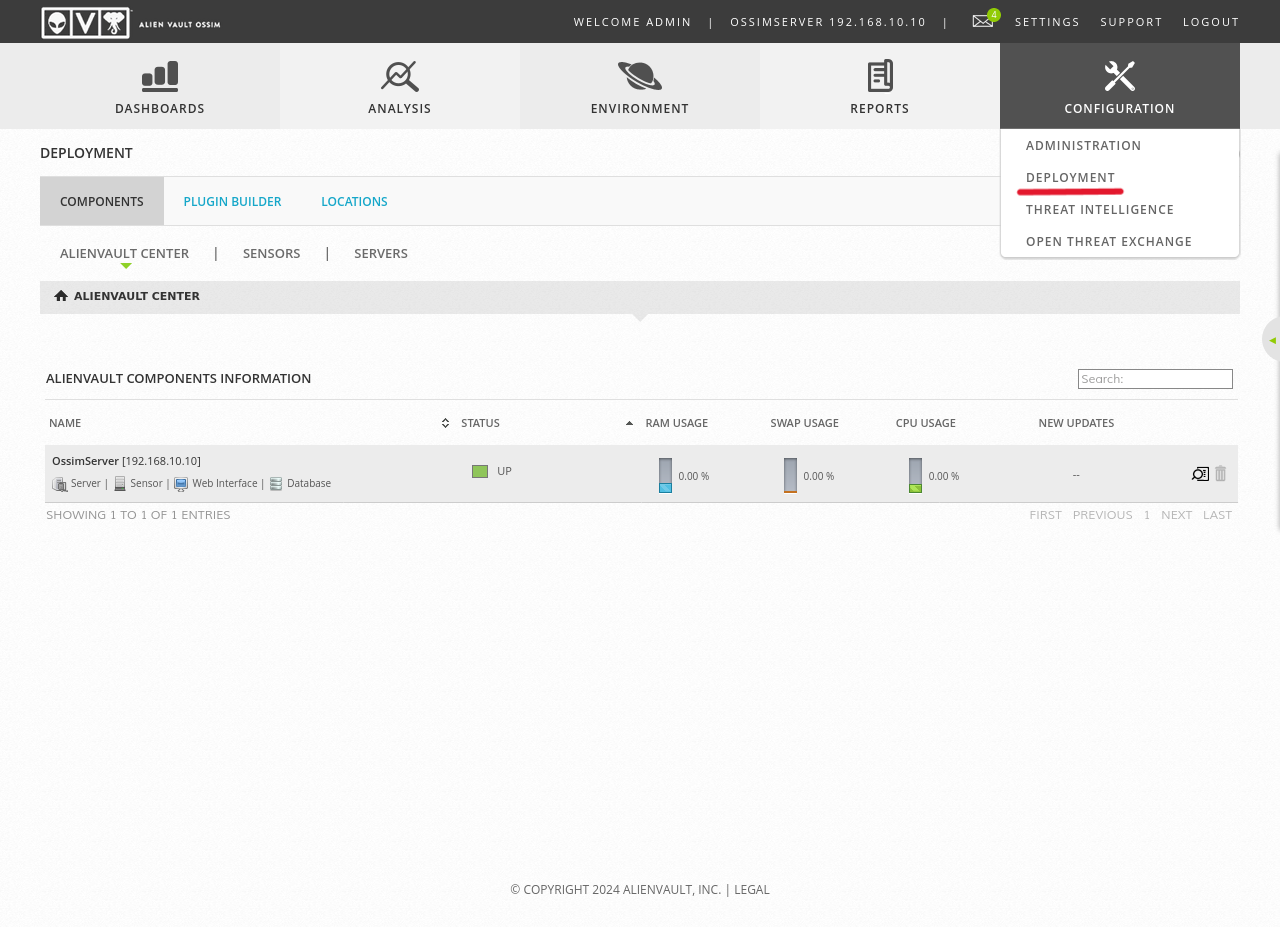 ALIEN VAULT OSSIM
WELCOME ADMIN | OSSIMSERVER 192.168.10.10 | 4 SETTINGS SUPPORT LOGOUT
DASHBOARDS ANALYSIS ENVIRONMENT REPORTS CONFIGURATION
ADMINISTRATION
DEPLOYMENT
THREAT INTELLIGENCE
OPEN THREAT EXCHANGE
DEPLOYMENT
COMPONENTS PLUGIN BUILDER LOCATIONS
ALIENVAULT CENTER | SENSORS | SERVERS
ALIENVAULT CENTER
ALIENVAULT COMPONENTS INFORMATION
Search:
NAME STATUS RAM USAGE SWAP USAGE CPU USAGE NEW UPDATES
OssimServer [192.168.10.10]
UP 0.00 % 0.00 % 0.00 % --
Server | Sensor | Web Interface | Database
SHOWING 1 TO 1 OF 1 ENTRIES
FIRST PREVIOUS 1 NEXT LAST
© COPYRIGHT 2024 ALIENVAULT, INC. | LEGAL